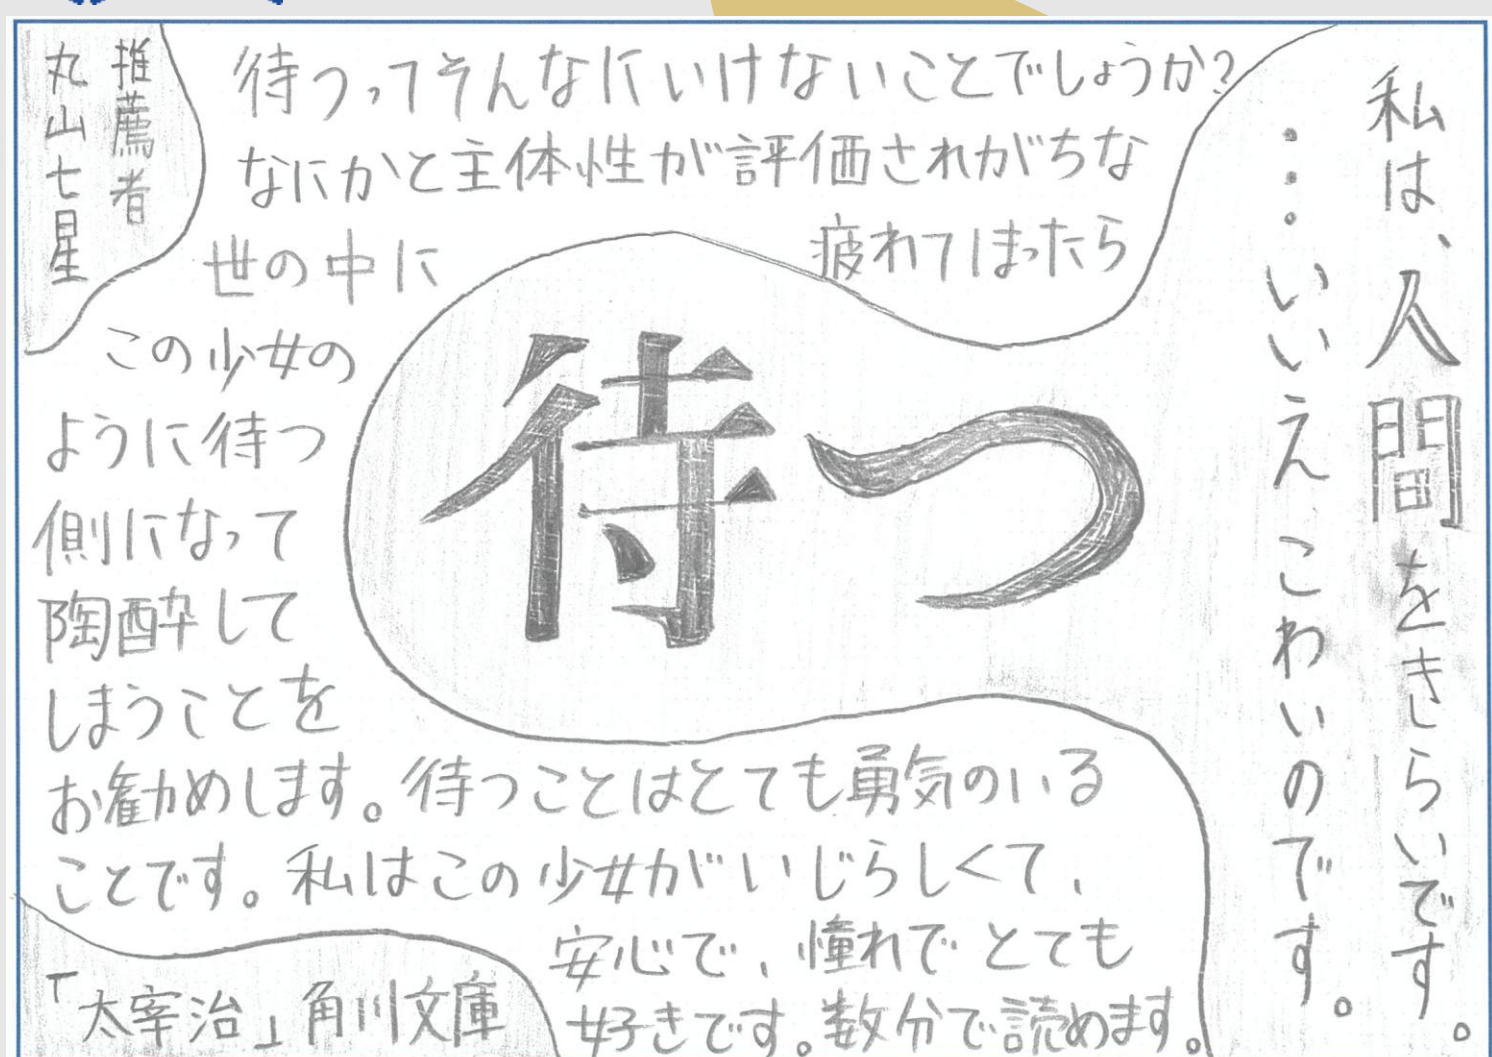 私は、人間をきらいです。
・・・。いいえこわいのです。
待つ
待つってそんなにいけないことでしょうか?
なにかと主体性が評価されがちな
世の中に
疲れてしまったら
この少女の
ように待つ
側になって
陶酔して
しまうことを
お勧めします。待つことはとても勇気のいる
ことです。私はこの少女がいじらしくて、
安心で、憧れでとても
好きです。数分で読めます。
推薦者
丸山七星
「太宰治」角川文庫